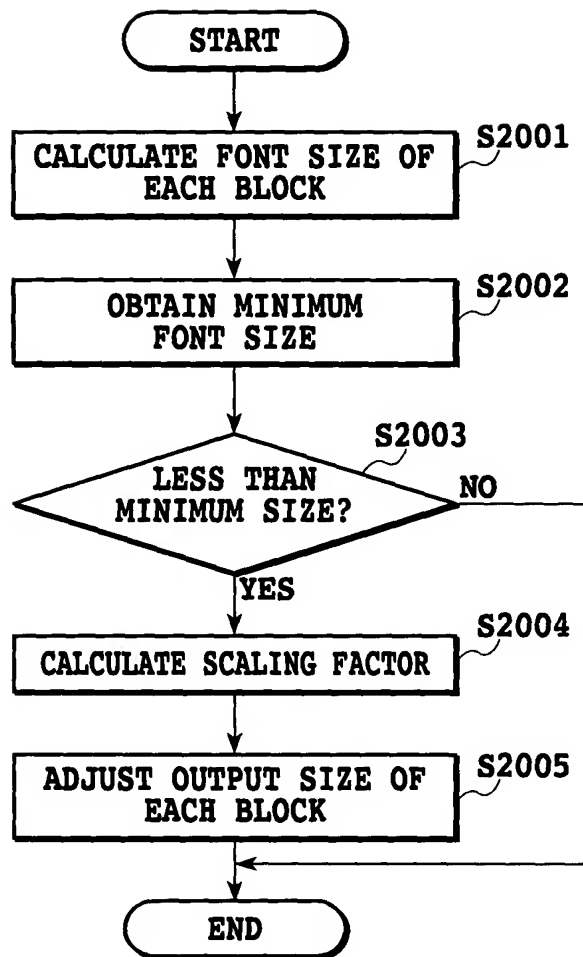 START
S2001
CALCULATE FONT SIZE OF
EACH BLOCK
S2002
OBTAIN MINIMUM
FONT SIZE
S2003
LESS THAN
MINIMUM SIZE?
NO
YES
S2004
CALCULATE SCALING FACTOR
S2005
ADJUST OUTPUT SIZE OF
EACH BLOCK
END